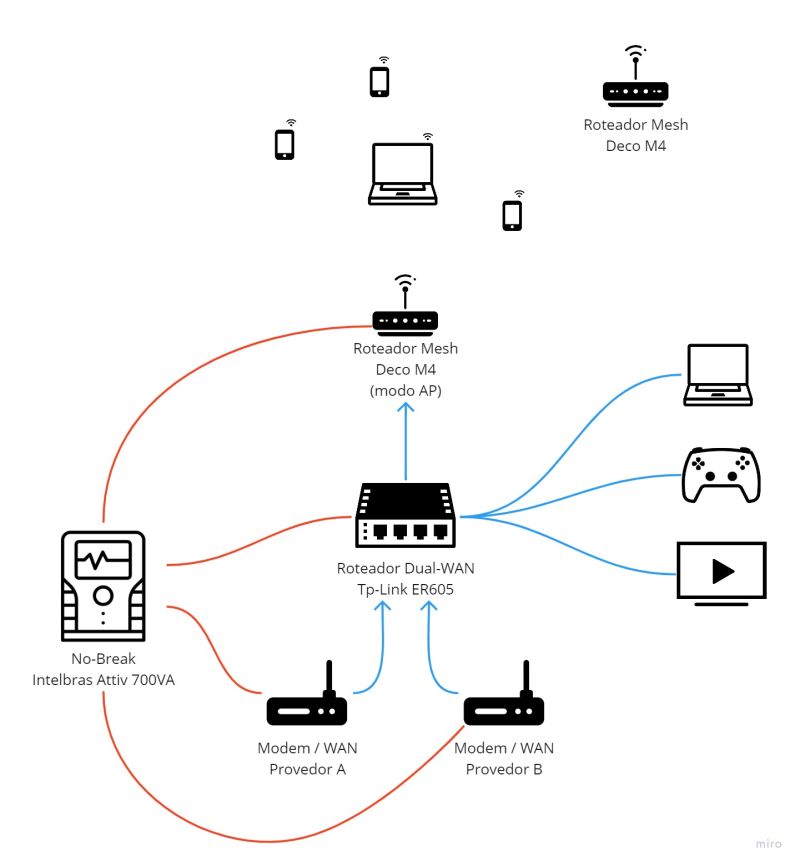 Roteador Mesh
Deco M4
Roteador Mesh
Deco M4
(modo AP)
Roteador Dual-WAN
Tp-Link ER605
No-Break
Intelbras Attiv 700VA
Modem / WAN
Provedor A
Modem / WAN
Provedor B
miro